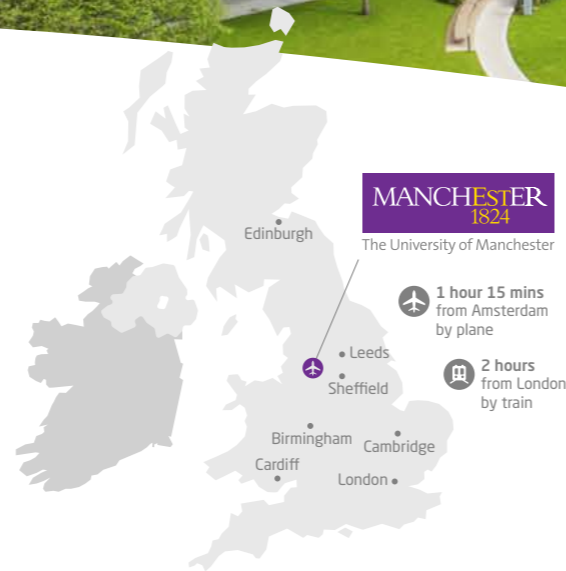 MANCHESTER
1824
The University of Manchester
Edinburgh
1 hour 15 mins
from Amsterdam
by plane
Leeds
2 hours
from London
by train
Sheffield
Birmingham
Cambridge
Cardiff
London